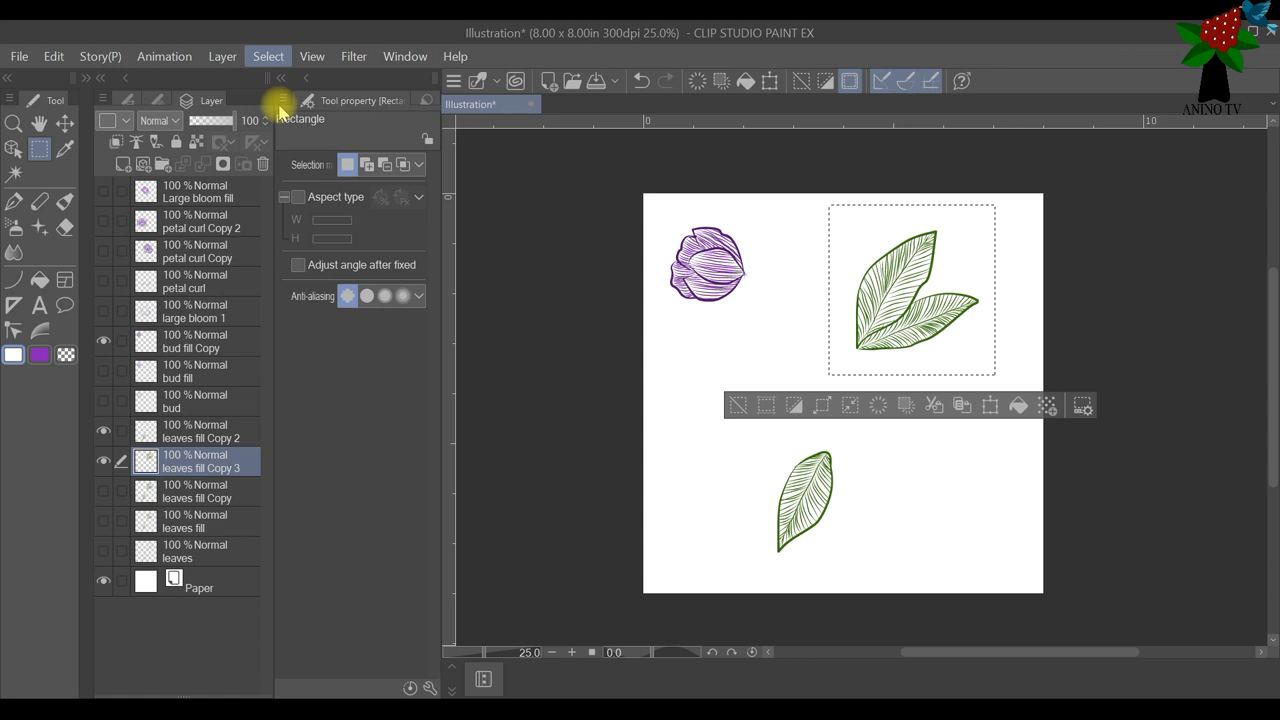 Illustration* (8.00 x 8.00in 300dpi 25.0%) - CLIP STUDIO PAINT EX
File Edit Story(P) Animation Layer Select View Filter Window Help
Tool
Layer
Tool property [Recta
Illustration*
ANINO TV
Normal 100
Rectangle
0 10
0
Selection m
Aspect type
W
H
Adjust angle after fixed
Anti-aliasing
100 % Normal
Large bloom fill
100 % Normal
petal curl Copy 2
100 % Normal
petal curl Copy
100 % Normal
petal curl
100 % Normal
large bloom 1
100 % Normal
bud fill Copy
100 % Normal
bud fill
100 % Normal
bud
100 % Normal
leaves fill Copy 2
100 % Normal
leaves fill Copy 3
100 % Normal
leaves fill Copy
100 % Normal
leaves fill
100 % Normal
leaves
Paper
25.0 0.0